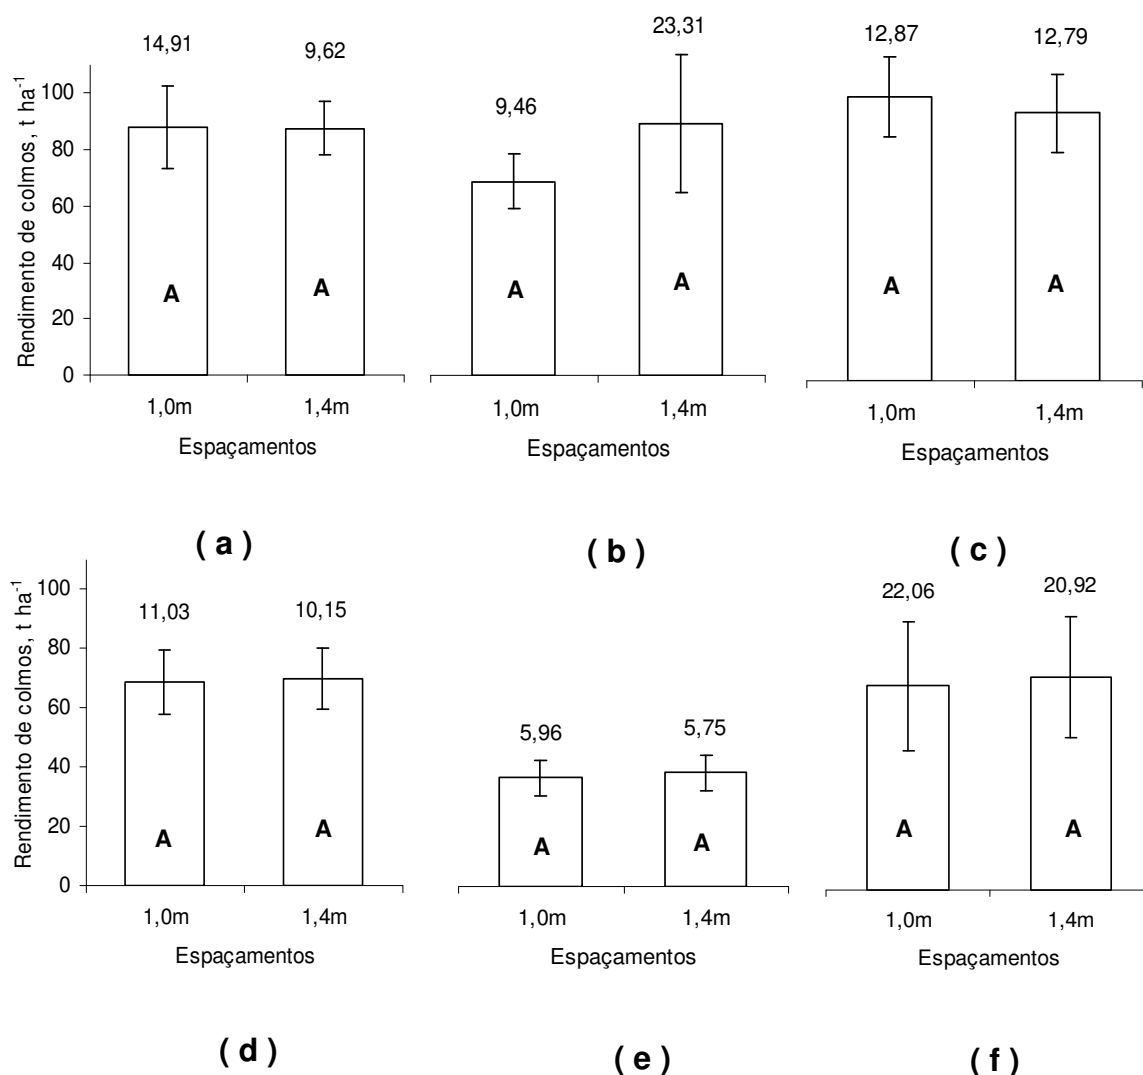 14,91
9,62
9,46
23,31
12,87
12,79
Rendimento de colmos, t ha-1
100
80
60
40
20
0
A
A
A
A
A
A
1,0m
1,4m
1,0m
1,4m
1,0m
1,4m
Espaçamentos
Espaçamentos
Espaçamentos
( a )
( b )
( c )
11,03
10,15
5,96
5,75
22,06
20,92
Rendimento de colmos, t ha-1
100
80
60
40
20
0
A
A
A
A
A
A
1,0m
1,4m
1,0m
1,4m
1,0m
1,4m
Espaçamentos
Espaçamentos
Espaçamentos
( d )
( e )
( f )